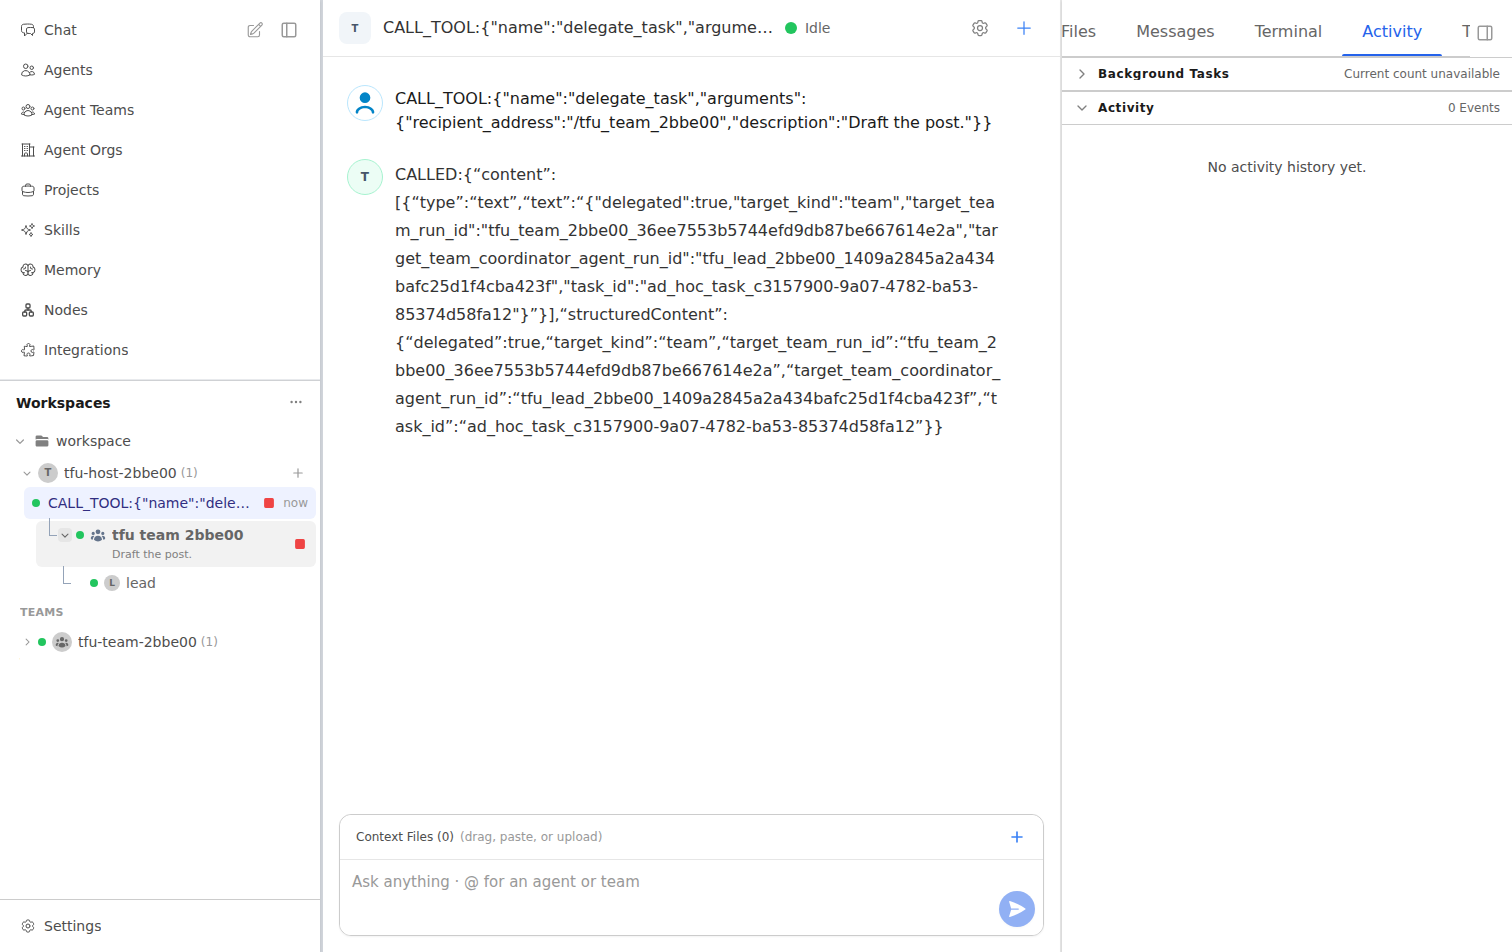 Chat
Agents
Agent Teams
Agent Orgs
Projects
Skills
Memory
Nodes
Integrations
Workspaces
workspace
T
tfu-host-2bbe00 (1)
CALL_TOOL:{"name":"dele... now
tfu team 2bbe00
Draft the post.
L
lead
TEAMS
tfu-team-2bbe00 (1)
Settings
T
CALL_TOOL:{"name":"delegate_task","argume... Idle
CALL_TOOL:{"name":"delegate_task","arguments":
{"recipient_address":"/tfu_team_2bbe00","description":"Draft the post."}}
T
CALLED:{“content”:
[{“type”:“text”,“text”:“{"delegated":true,"target_kind":"team","target_tea
m_run_id":"tfu_team_2bbe00_36ee7553b5744efd9db87be667614e2a","tar
get_team_coordinator_agent_run_id":"tfu_lead_2bbe00_1409a2845a2a434
bafc25d1f4cba423f","task_id":"ad_hoc_task_c3157900-9a07-4782-ba53-
85374d58fa12"}”}],“structuredContent”:
{“delegated”:true,“target_kind”:“team”,“target_team_run_id”:“tfu_team_2
bbe00_36ee7553b5744efd9db87be667614e2a”,“target_team_coordinator_
agent_run_id”:“tfu_lead_2bbe00_1409a2845a2a434bafc25d1f4cba423f”,“t
ask_id”:“ad_hoc_task_c3157900-9a07-4782-ba53-85374d58fa12”}}
Context Files (0) (drag, paste, or upload)
Ask anything · @ for an agent or team
Files Messages Terminal Activity T
Background Tasks Current count unavailable
Activity 0 Events
No activity history yet.